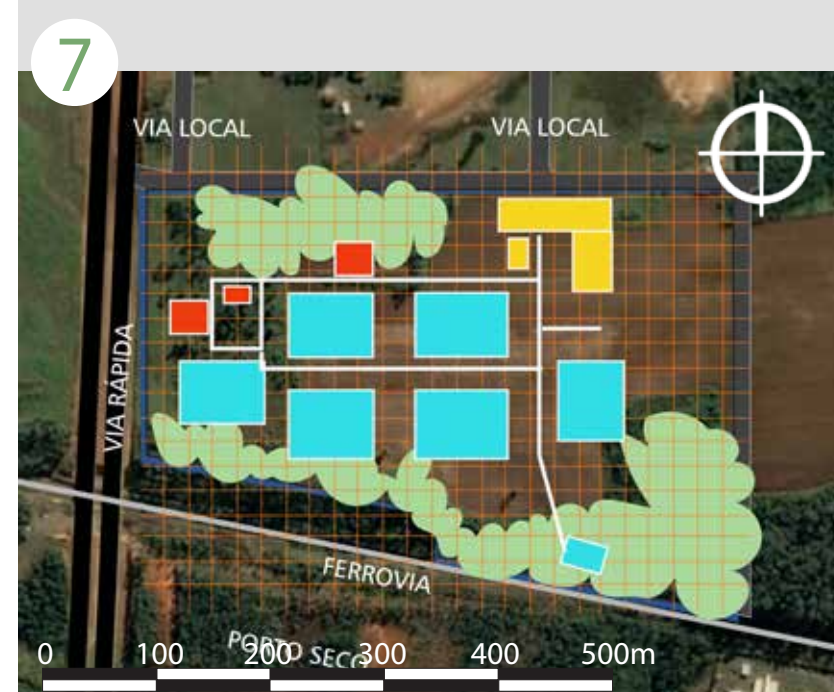 7
VIA LOCAL
VIA LOCAL
VIA RÁPIDA
FERROVIA
PORTO SECO
0 100 200 300 400 500m